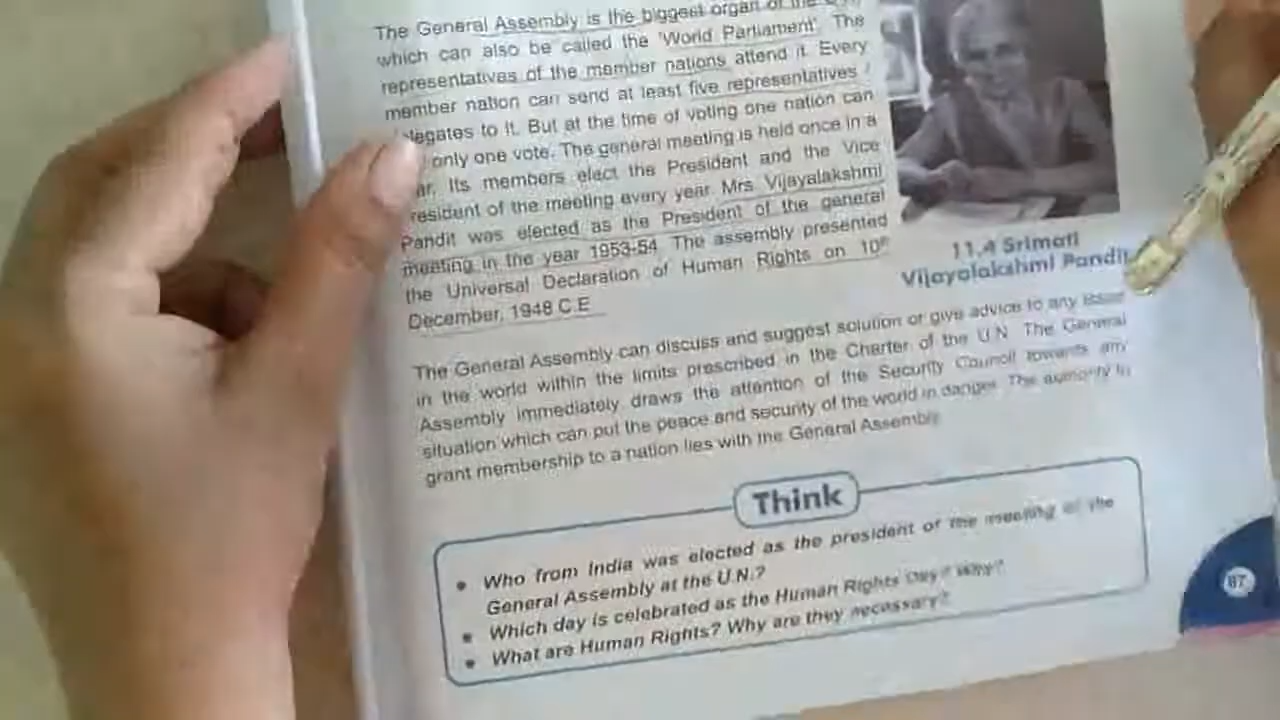 The General Assembly is the biggest organ of the
which can also be called the 'World Parliament'. The
representatives of the member nations attend it. Every
member nation can send at least five representatives /
legates to it. But at the time of voting one nation can
only one vote. The general meeting is held once in a
ar. Its members elect the President and the Vice
resident of the meeting every year. Mrs. Vijayalakshmi
Pandit was elected as the President of the general
meeting in the year 1953-54. The assembly presented
the Universal Declaration of Human Rights on 10th
December, 1948 C.E
11.4 Srimati
Vijayalakshmi Pandit
The General Assembly can discuss and suggest solution or give advice to any issue
in the world within the limits prescribed in the Charter of the U.N. The General
Assembly immediately draws the attention of the Security Council towards any
situation which can put the peace and security of the world in danger. The authority to
grant membership to a nation lies with the General Assembly.
Think
• Who from India was elected as the president of the meeting of the
General Assembly at the U.N.?
• Which day is celebrated as the Human Rights Day? Why?
• What are Human Rights? Why are they necessary?
87